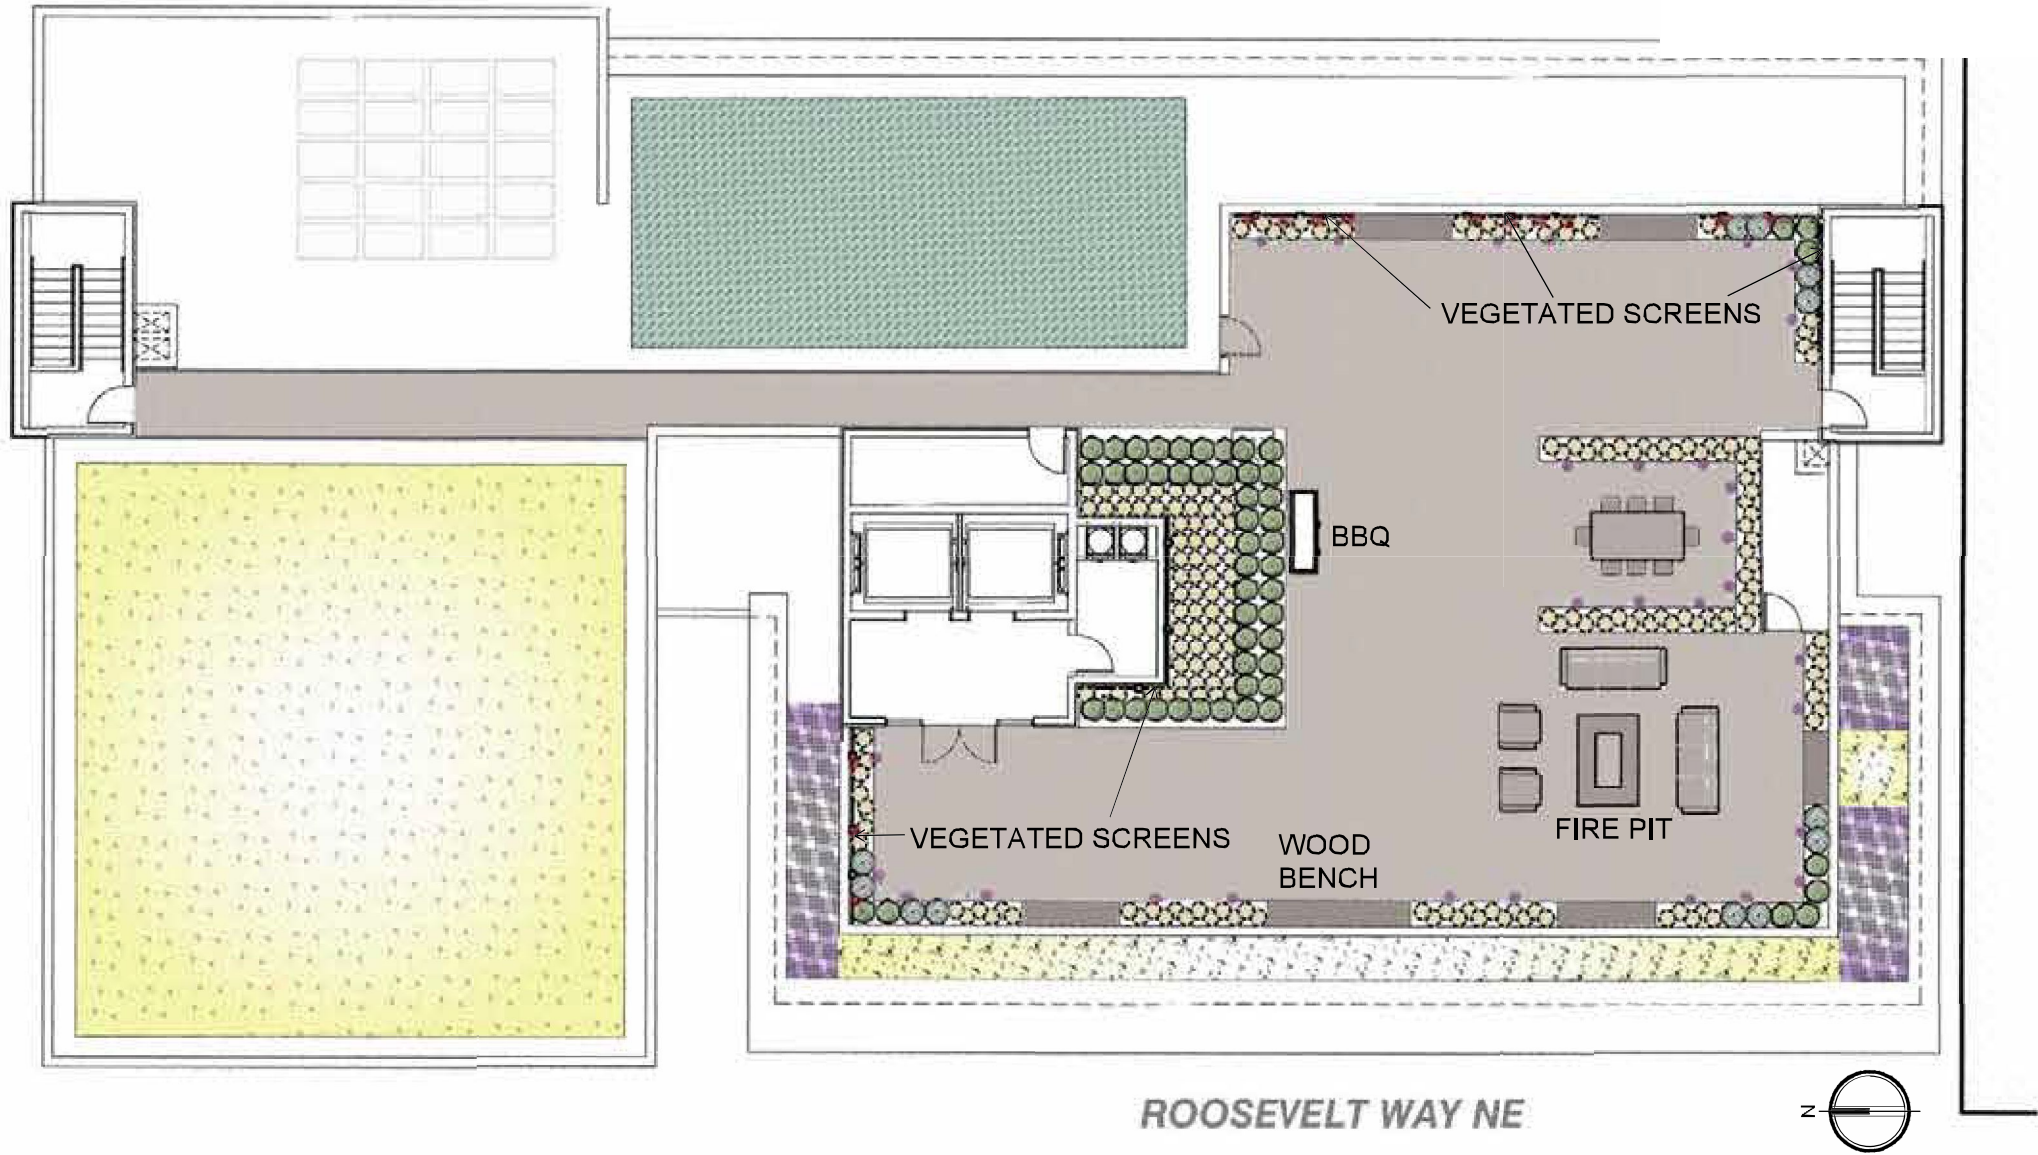 VEGETATED SCREENS
BBQ
FIRE PIT
VEGETATED SCREENS
WOOD
BENCH
ROOSEVELT WAY NE
N